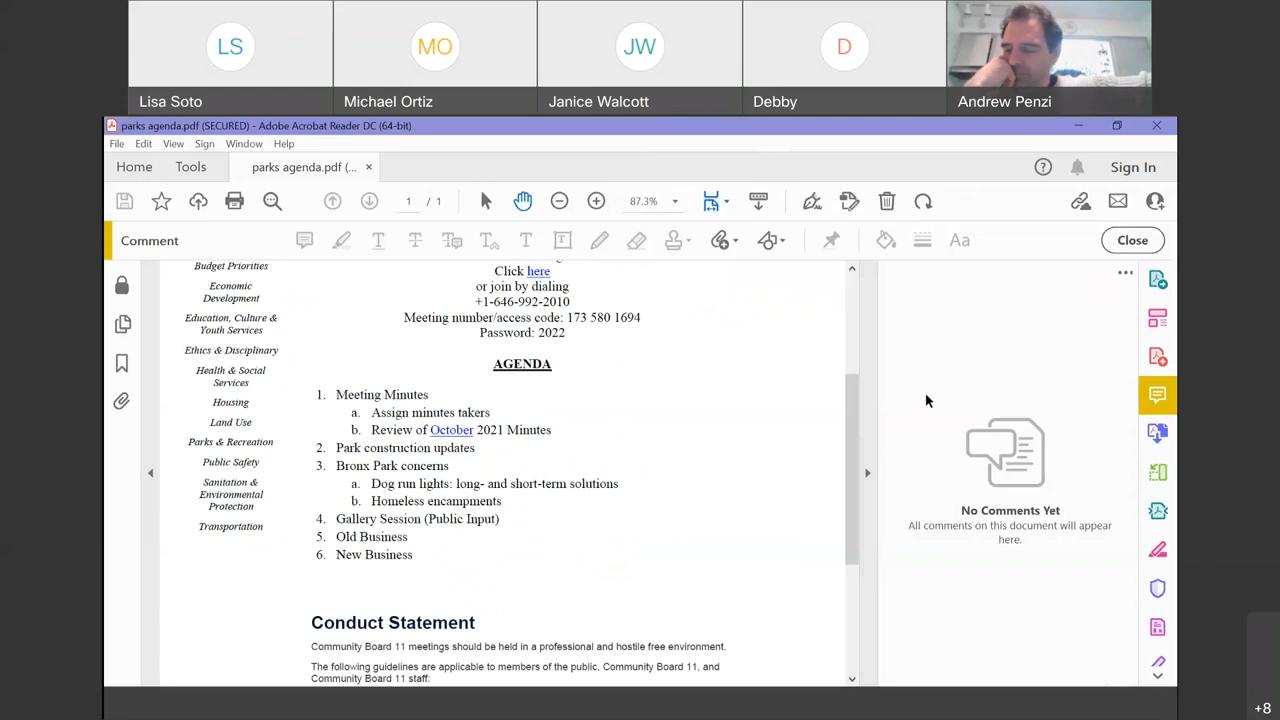 LS
MO
JW
D
Lisa Soto
Michael Ortiz
Janice Walcott
Debby
Andrew Penzi
parks agenda.pdf (SECURED) - Adobe Acrobat Reader DC (64-bit)
File Edit View Sign Window Help
Home Tools parks agenda.pdf (... × Sign In
1 / 1 87.3%
Comment Close
Budget Priorities
Economic
Development
Education, Culture &
Youth Services
Ethics & Disciplinary
Health & Social
Services
Housing
Land Use
Parks & Recreation
Public Safety
Sanitation &
Environmental
Protection
Transportation
Click here
or join by dialing
+1-646-992-2010
Meeting number/access code: 173 580 1694
Password: 2022
AGENDA
1. Meeting Minutes
a. Assign minutes takers
b. Review of October 2021 Minutes
2. Park construction updates
3. Bronx Park concerns
a. Dog run lights: long- and short-term solutions
b. Homeless encampments
4. Gallery Session (Public Input)
5. Old Business
6. New Business
Conduct Statement
Community Board 11 meetings should be held in a professional and hostile free environment.
The following guidelines are applicable to members of the public, Community Board 11, and
Community Board 11 staff:
No Comments Yet
All comments on this document will appear
here.
+8